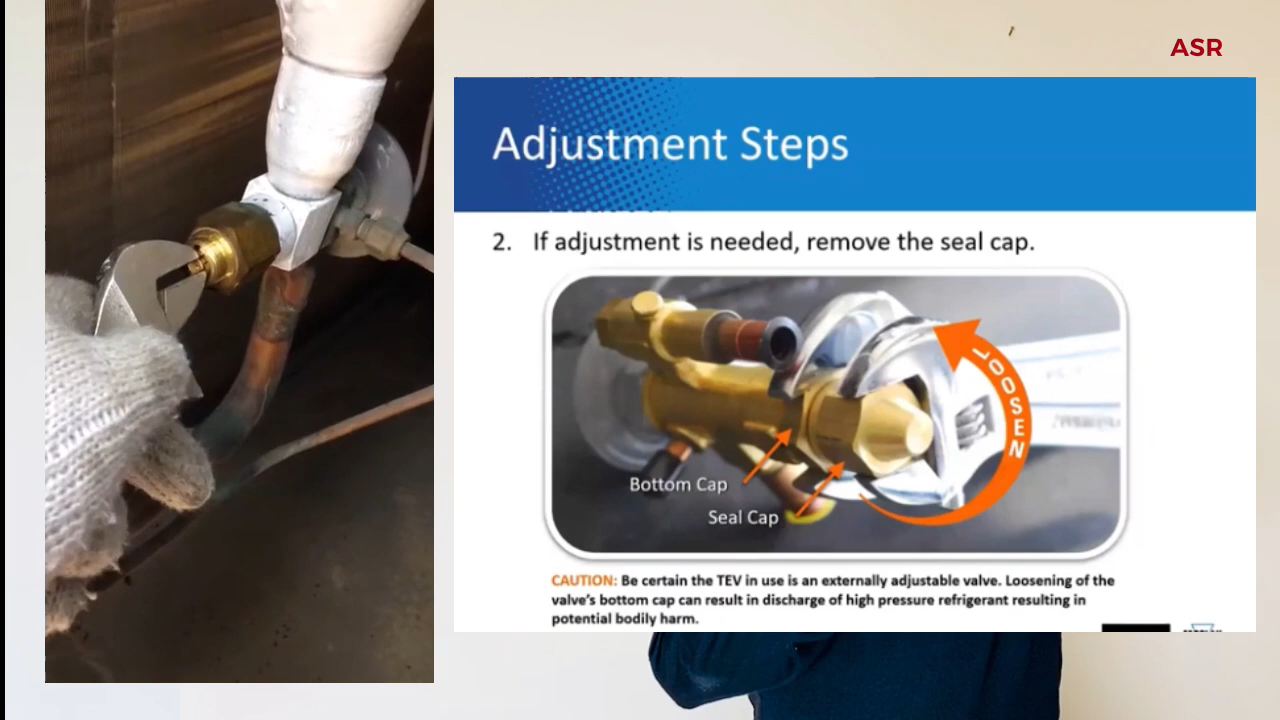 ASR
Adjustment Steps
2. If adjustment is needed, remove the seal cap.
LOOSEN
Bottom Cap
Seal Cap
CAUTION: Be certain the TEV in use is an externally adjustable valve. Loosening of the
valve's bottom cap can result in discharge of high pressure refrigerant resulting in
potential bodily harm.